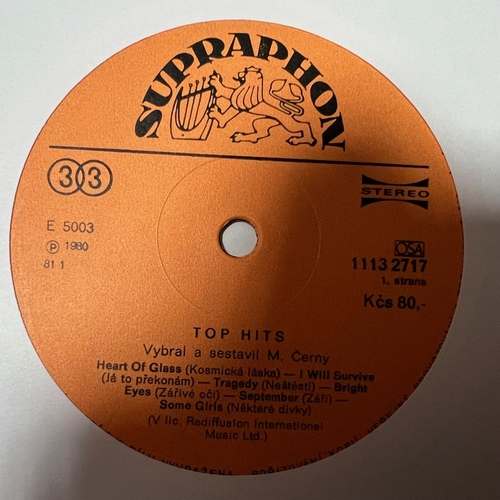 SUPRAPHON
33
STEREO
E 5003
Ⓟ 1980
81 1
OSA
1113 2717
1. strana
Kčs 80,-
TOP HITS
Vybral a sestavil M. Černy
Heart Of Glass (Kosmická láska) — I Will Survive
(Já to překonám) — Tragedy (Neštěstí) — Bright
Eyes (Zářivé oči) — September (Září) —
Some Girls (Některé dívky)
(V lic. Radiffusion International
Music Ltd.)